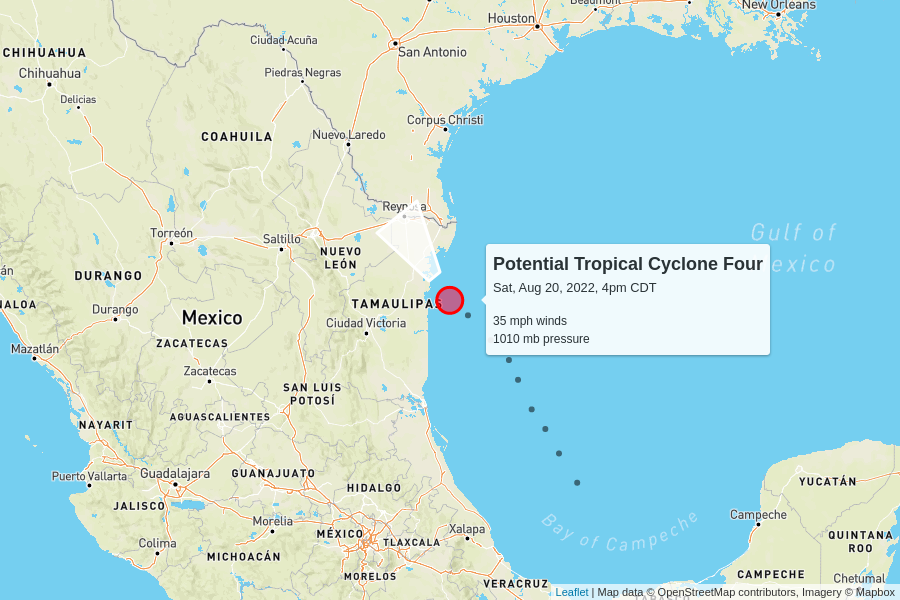 New Orleans
Beaumont
Houston
Ciudad Acuña
San Antonio
CHIHUAHUA
Chihuahua
Piedras Negras
Delicias
Corpus Christi
COAHUILA
Nuevo Laredo
Reynosa
Gulf of
Mexico
Torreón
Saltillo
NUEVO
LEÓN
Potential Tropical Cyclone Four
Sat, Aug 20, 2022, 4pm CDT
35 mph winds
1010 mb pressure
DURANGO
TAMAULIPAS
Durango
Mexico
Ciudad Victoria
ZACATECAS
Mazatlán
Zacatecas
SAN LUIS
POTOSÍ
AGUASCALIENTES
NAYARIT
Puerto Vallarta
Guadalajara
GUANAJUATO
YUCATÁN
HIDALGO
JALISCO
Campeche
Bay of Campeche
Morelia
MÉXICO
Xalapa
TLAXCALA
QUINTANA
ROO
Colima
MICHOACÁN
MORELOS
CAMPECHE
Chetumal
VERACRUZ
Leaflet | Map data © OpenStreetMap contributors, Imagery © Mapbox